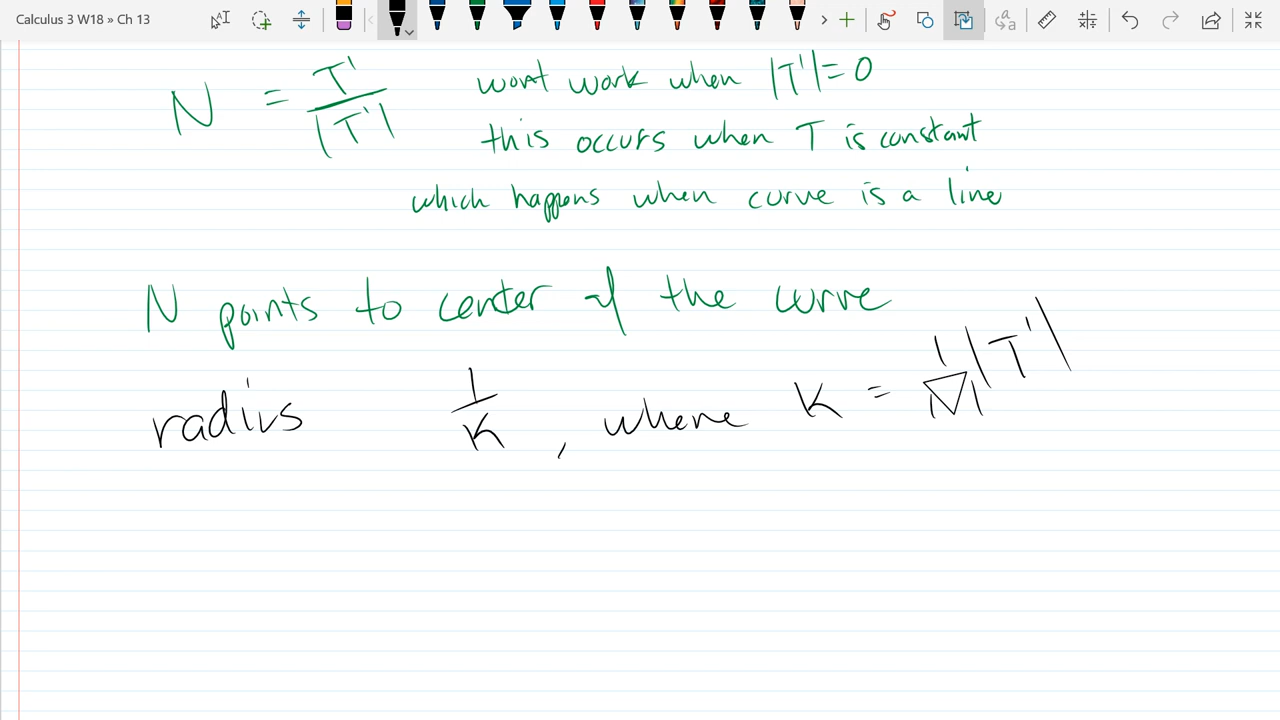 Calculus 3 W18 » Ch 13
N = T' / |T'| wont work when |T'| = 0
this occurs when T is constant
which happens when curve is a line
N points to center of the curve
radius 1/K , where K = 1/|V| |T'|